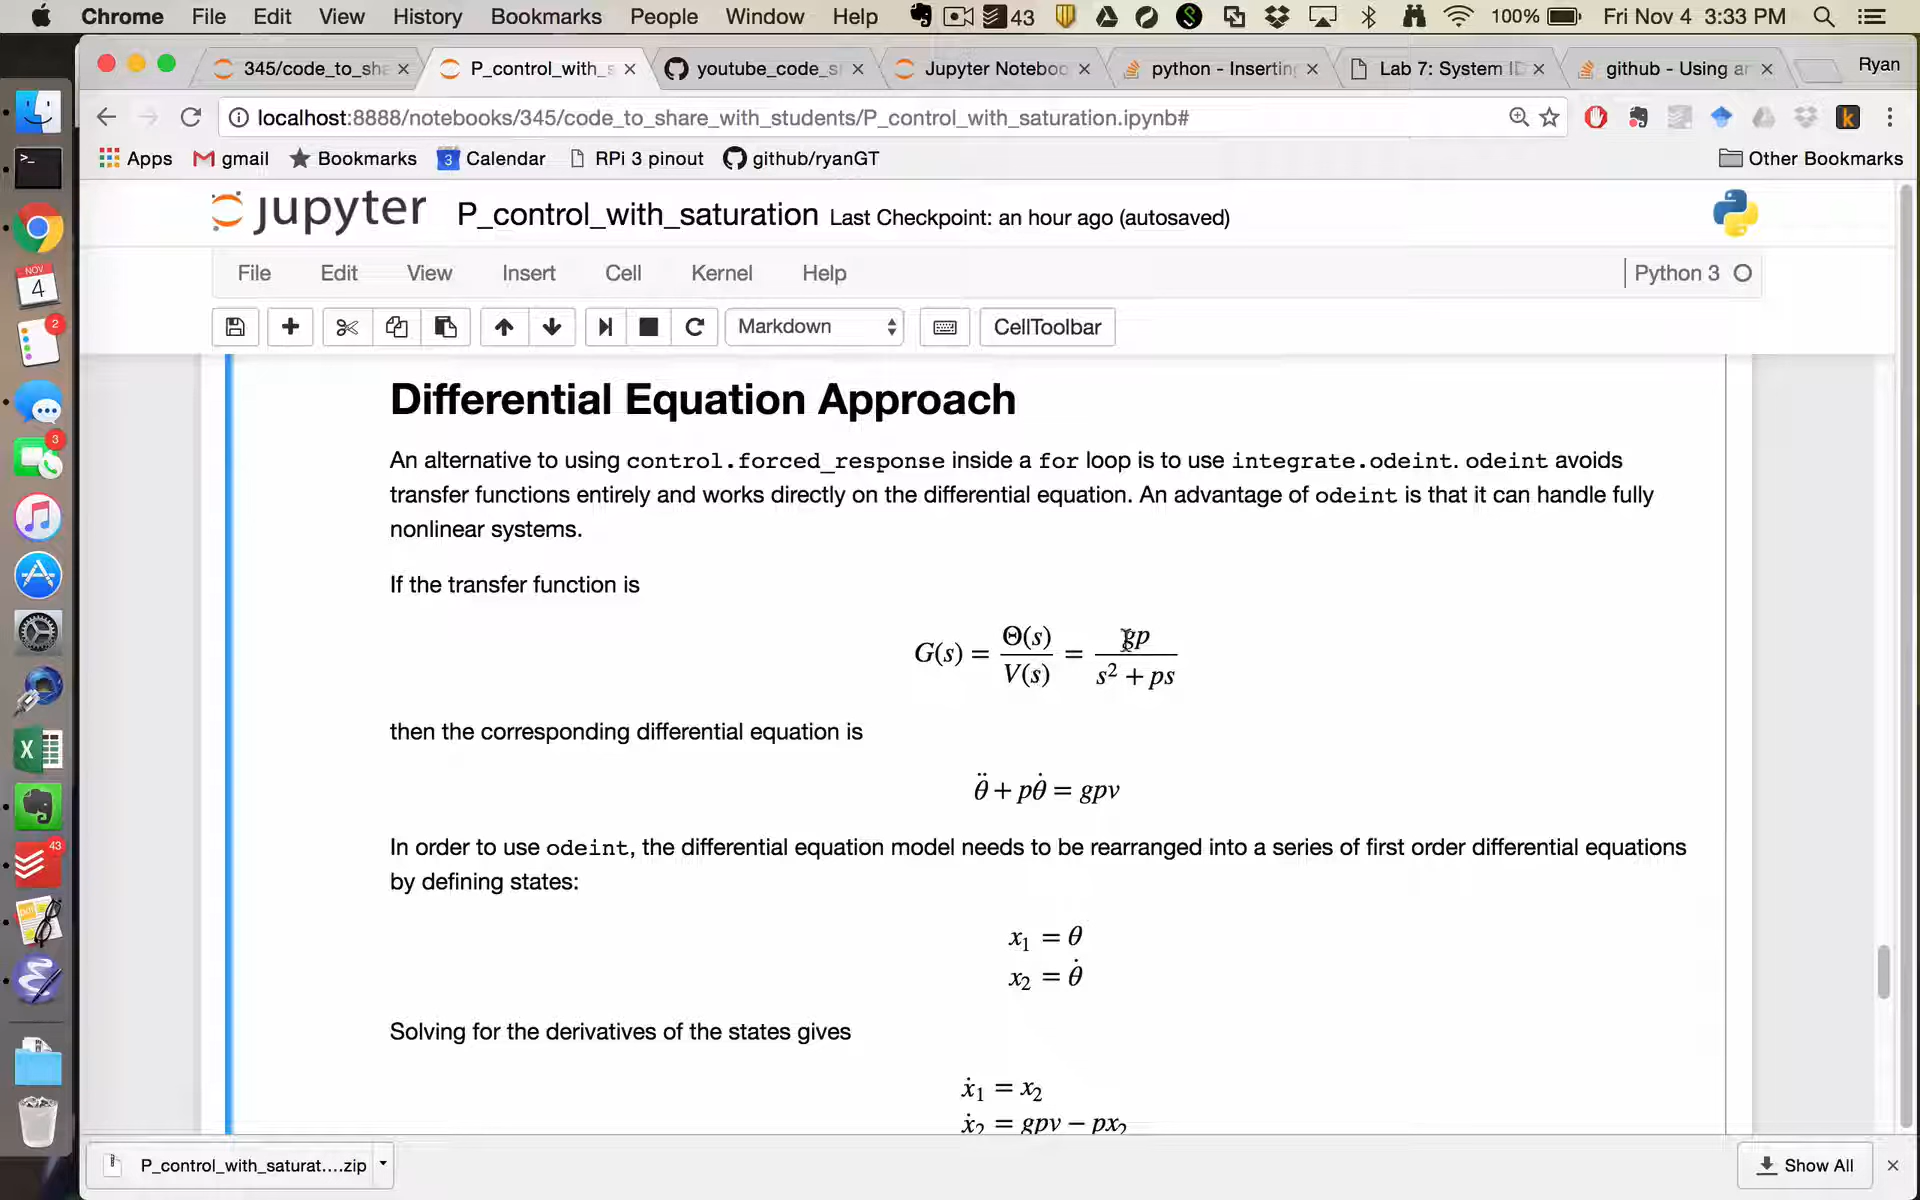 Chrome File Edit View History Bookmarks People Window Help 43 100% Fri Nov 4 3:33 PM
345/code_to_sha P_control_with_s youtube_code_s Jupyter Noteboo python - Inserting Lab 7: System ID github - Using an Ryan
localhost:8888/notebooks/345/code_to_share_with_students/P_control_with_saturation.ipynb#
Apps gmail Bookmarks 3 Calendar RPi 3 pinout github/ryanGT Other Bookmarks
jupyter P_control_with_saturation Last Checkpoint: an hour ago (autosaved)
File Edit View Insert Cell Kernel Help Python 3
Markdown CellToolbar
NOV
4
2
3
43
Differential Equation Approach
An alternative to using control.forced_response inside a for loop is to use integrate.odeint. odeint avoids
transfer functions entirely and works directly on the differential equation. An advantage of odeint is that it can handle fully
nonlinear systems.
If the transfer function is
G(s) = Θ(s)/V(s) = gp/(s² + ps)
then the corresponding differential equation is
θ̈ + pθ̇ = gpv
In order to use odeint, the differential equation model needs to be rearranged into a series of first order differential equations
by defining states:
x₁ = θ
x₂ = θ̇
Solving for the derivatives of the states gives
ẋ₁ = x₂
ẋ₂ = gpv − px₂
P_control_with_saturat....zip Show All